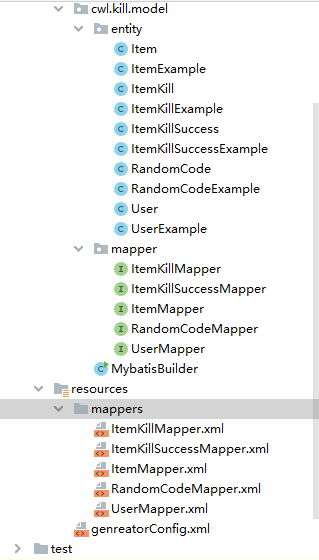 cwl.kill.model
entity
Item
ItemExample
ItemKill
ItemKillExample
ItemKillSuccess
ItemKillSuccessExample
RandomCode
RandomCodeExample
User
UserExample
mapper
ItemKillMapper
ItemKillSuccessMapper
ItemMapper
RandomCodeMapper
UserMapper
MybatisBuilder
resources
mappers
ItemKillMapper.xml
ItemKillSuccessMapper.xml
ItemMapper.xml
RandomCodeMapper.xml
UserMapper.xml
genreatorConfig.xml
test